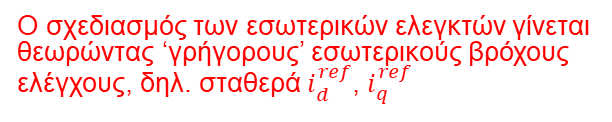 Ο σχεδιασμός των εσωτερικών ελεγκτών γίνεται
θεωρώντας ‘γρήγορους’ εσωτερικούς βρόχους
ελέγχους, δηλ. σταθερά $i_d^{ref}$, $i_q^{ref}$